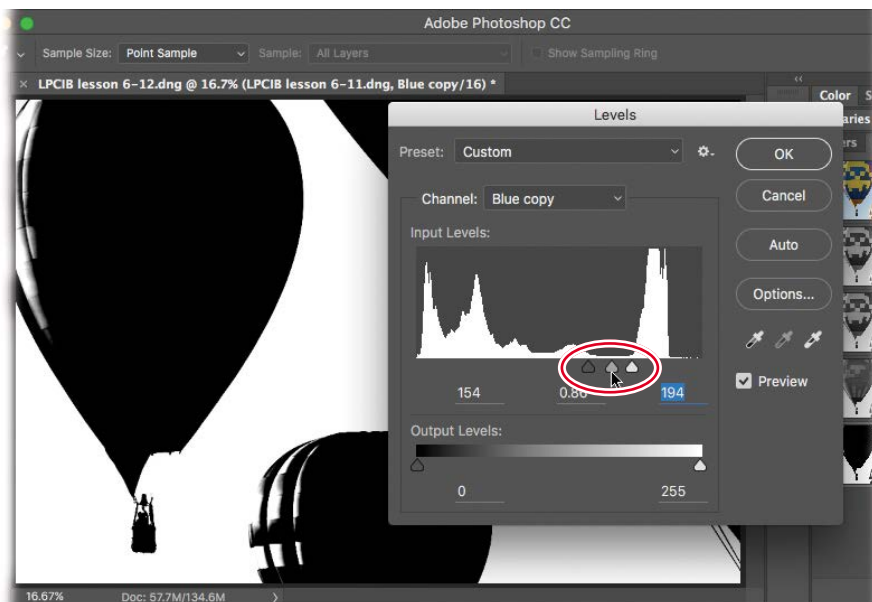 Adobe Photoshop CC
Sample Size: Point Sample Sample: All Layers Show Sampling Ring
× LPCIB lesson 6-12.dng @ 16.7% (LPCIB lesson 6-11.dng, Blue copy/16) *
Color S
Levels
Preset: Custom
OK
Channel: Blue copy
Cancel
Input Levels:
Auto
Options...
Preview
154 0.86 194
Output Levels:
0 255
16.67% Doc: 57.7M/134.6M >